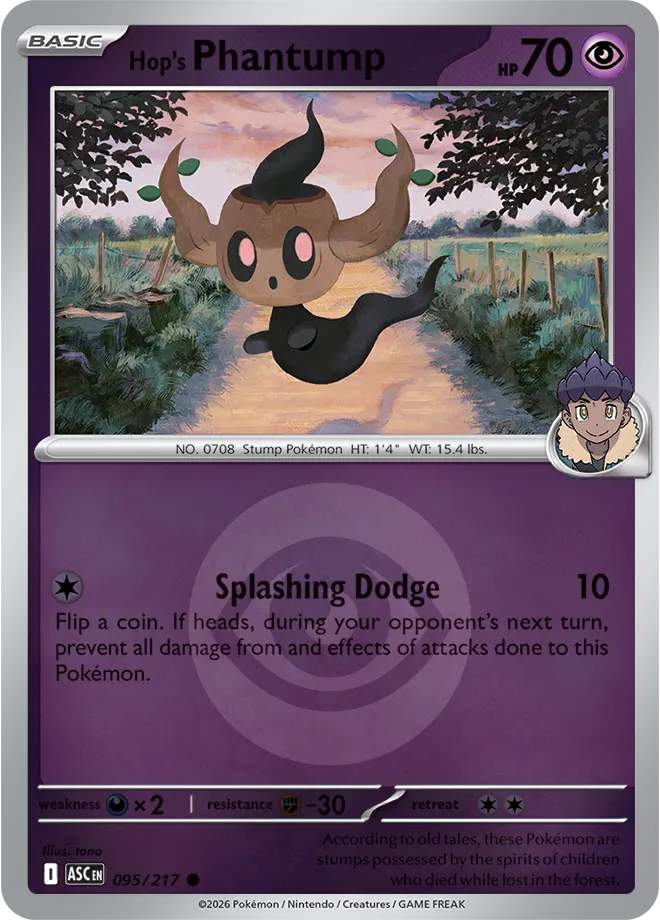 BASIC
Hop's Phantump HP 70
NO. 0708 Stump Pokémon HT: 1'4" WT: 15.4 lbs.
Splashing Dodge 10
Flip a coin. If heads, during your opponent's next turn,
prevent all damage from and effects of attacks done to this
Pokémon.
weakness ×2 resistance -30 retreat
Illus. iono
According to old tales, these Pokémon are
stumps possessed by the spirits of children
who died while lost in the forest.
I ASC EN 095/217
©2026 Pokémon / Nintendo / Creatures / GAME FREAK